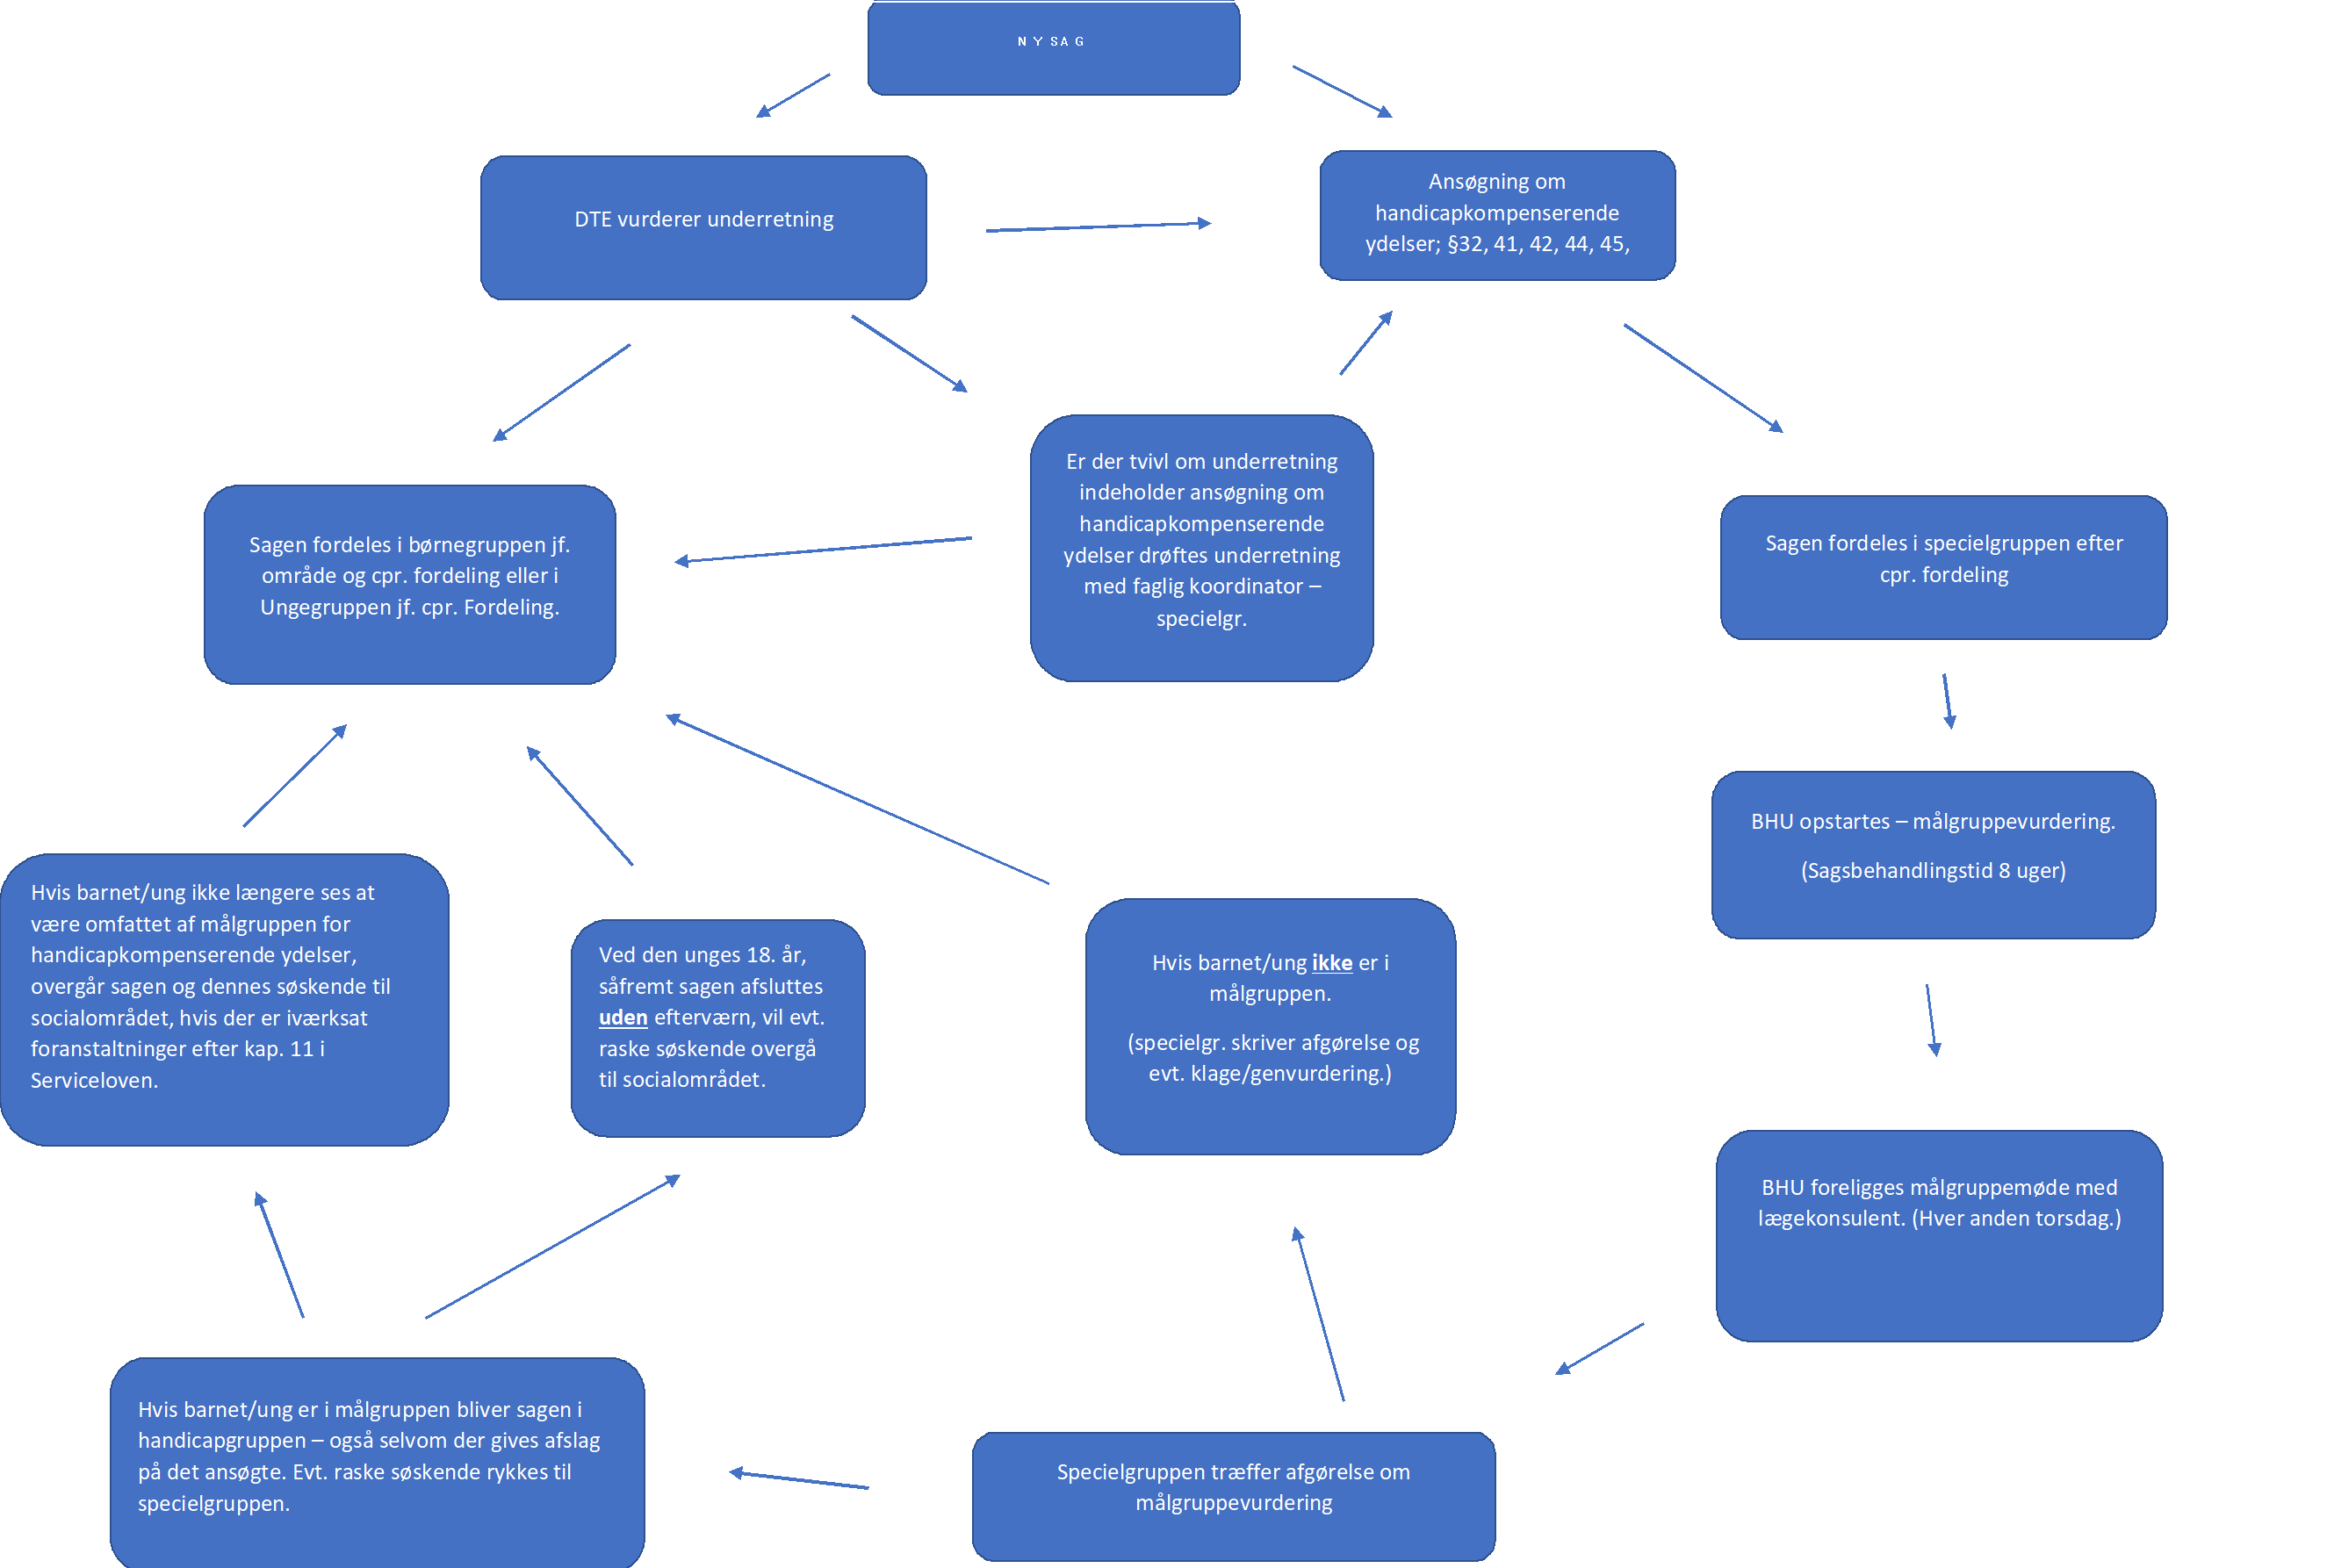 N Y SAG
DTE vurderer underretning
Ansøgning om
handicapkompenserende
ydelser; §32, 41, 42, 44, 45,
Er der tvivl om underretning
indeholder ansøgning om
handicapkompenserende
ydelser drøftes underretning
med faglig koordinator –
specielgr.
Sagen fordeles i børnegruppen jf.
område og cpr. fordeling eller i
Ungegruppen jf. cpr. Fordeling.
Sagen fordeles i specielgruppen efter
cpr. fordeling
BHU opstartes – målgruppevurdering.
(Sagsbehandlingstid 8 uger)
Hvis barnet/ung ikke længere ses at
være omfattet af målgruppen for
handicapkompenserende ydelser,
overgår sagen og dennes søskende til
socialområdet, hvis der er iværksat
foranstaltninger efter kap. 11 i
Serviceloven.
Ved den unges 18. år,
såfremt sagen afsluttes
uden efterværn, vil evt.
raske søskende overgå
til socialområdet.
Hvis barnet/ung ikke er i
målgruppen.
(specielgr. skriver afgørelse og
evt. klage/genvurdering.)
BHU foreligges målgruppemøde med
lægekonsulent. (Hver anden torsdag.)
Hvis barnet/ung er i målgruppen bliver sagen i
handicapgruppen – også selvom der gives afslag
på det ansøgte. Evt. raske søskende rykkes til
specielgruppen.
Specielgruppen træffer afgørelse om
målgruppevurdering